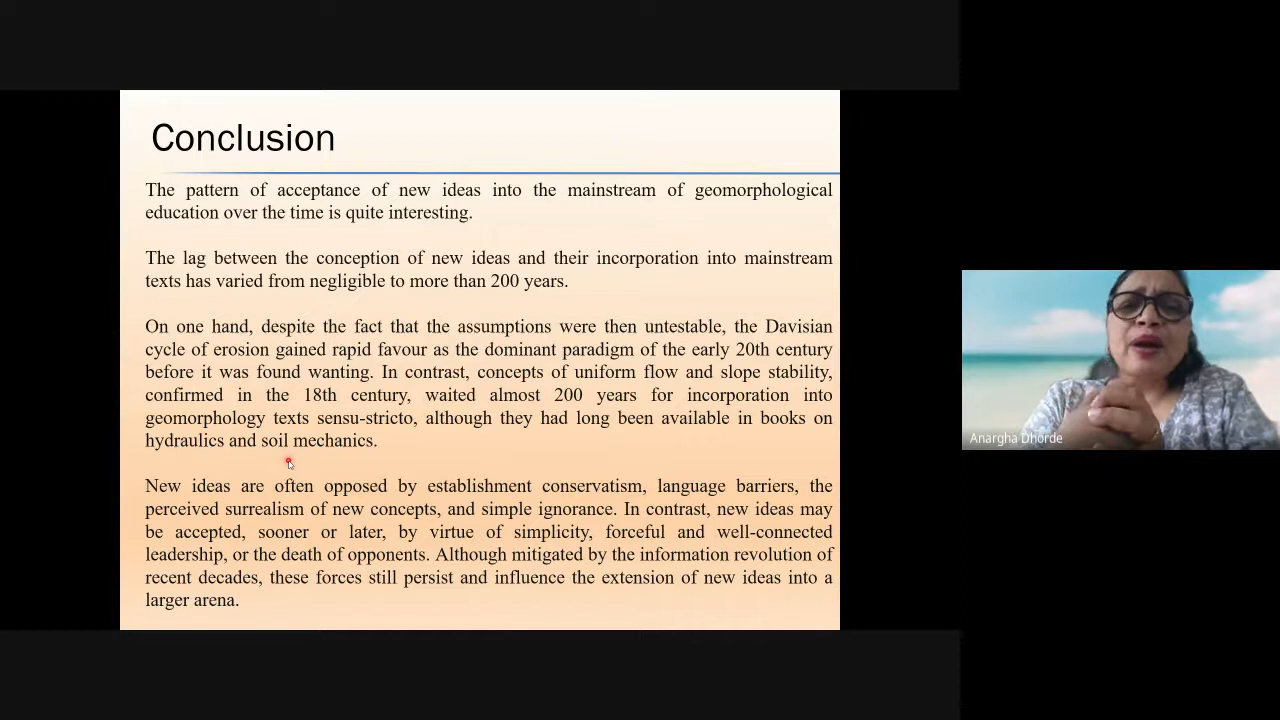 Conclusion
The pattern of acceptance of new ideas into the mainstream of geomorphological
education over the time is quite interesting.
The lag between the conception of new ideas and their incorporation into mainstream
texts has varied from negligible to more than 200 years.
On one hand, despite the fact that the assumptions were then untestable, the Davisian
cycle of erosion gained rapid favour as the dominant paradigm of the early 20th century
before it was found wanting. In contrast, concepts of uniform flow and slope stability,
confirmed in the 18th century, waited almost 200 years for incorporation into
geomorphology texts sensu-stricto, although they had long been available in books on
hydraulics and soil mechanics.
New ideas are often opposed by establishment conservatism, language barriers, the
perceived surrealism of new concepts, and simple ignorance. In contrast, new ideas may
be accepted, sooner or later, by virtue of simplicity, forceful and well-connected
leadership, or the death of opponents. Although mitigated by the information revolution of
recent decades, these forces still persist and influence the extension of new ideas into a
larger arena.
Anargha Dhorde